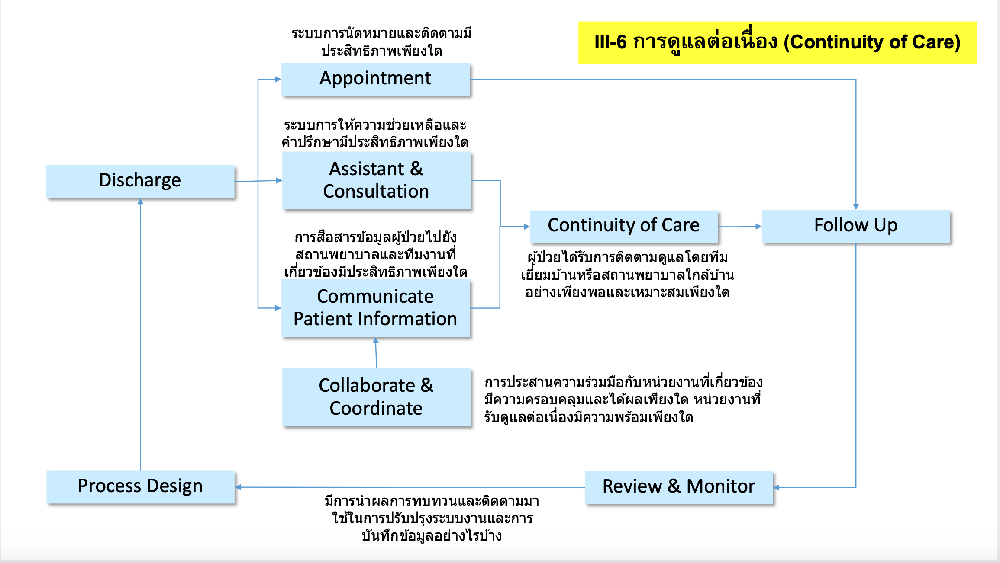 III-6 การดูแลต่อเนื่อง (Continuity of Care)
ระบบการนัดหมายและติดตามมี
ประสิทธิภาพเพียงใด
Appointment
ระบบการให้ความช่วยเหลือและ
คำปรึกษามีประสิทธิภาพเพียงใด
Assistant &
Consultation
Discharge
การสื่อสารข้อมูลผู้ป่วยไปยัง
สถานพยาบาลและทีมงานที่
เกี่ยวข้องมีประสิทธิภาพเพียงใด
Communicate
Patient Information
Continuity of Care
ผู้ป่วยได้รับการติดตามดูแลโดยทีม
เยี่ยมบ้านหรือสถานพยาบาลใกล้บ้าน
อย่างเพียงพอและเหมาะสมเพียงใด
Follow Up
Collaborate &
Coordinate
การประสานความร่วมมือกับหน่วยงานที่เกี่ยวข้อง
มีความครอบคลุมและได้ผลเพียงใด หน่วยงานที่
รับดูแลต่อเนื่องมีความพร้อมเพียงใด
Process Design
Review & Monitor
มีการนำผลการทบทวนและติดตามมา
ใช้ในการปรับปรุงระบบงานและการ
บันทึกข้อมูลอย่างไรบ้าง